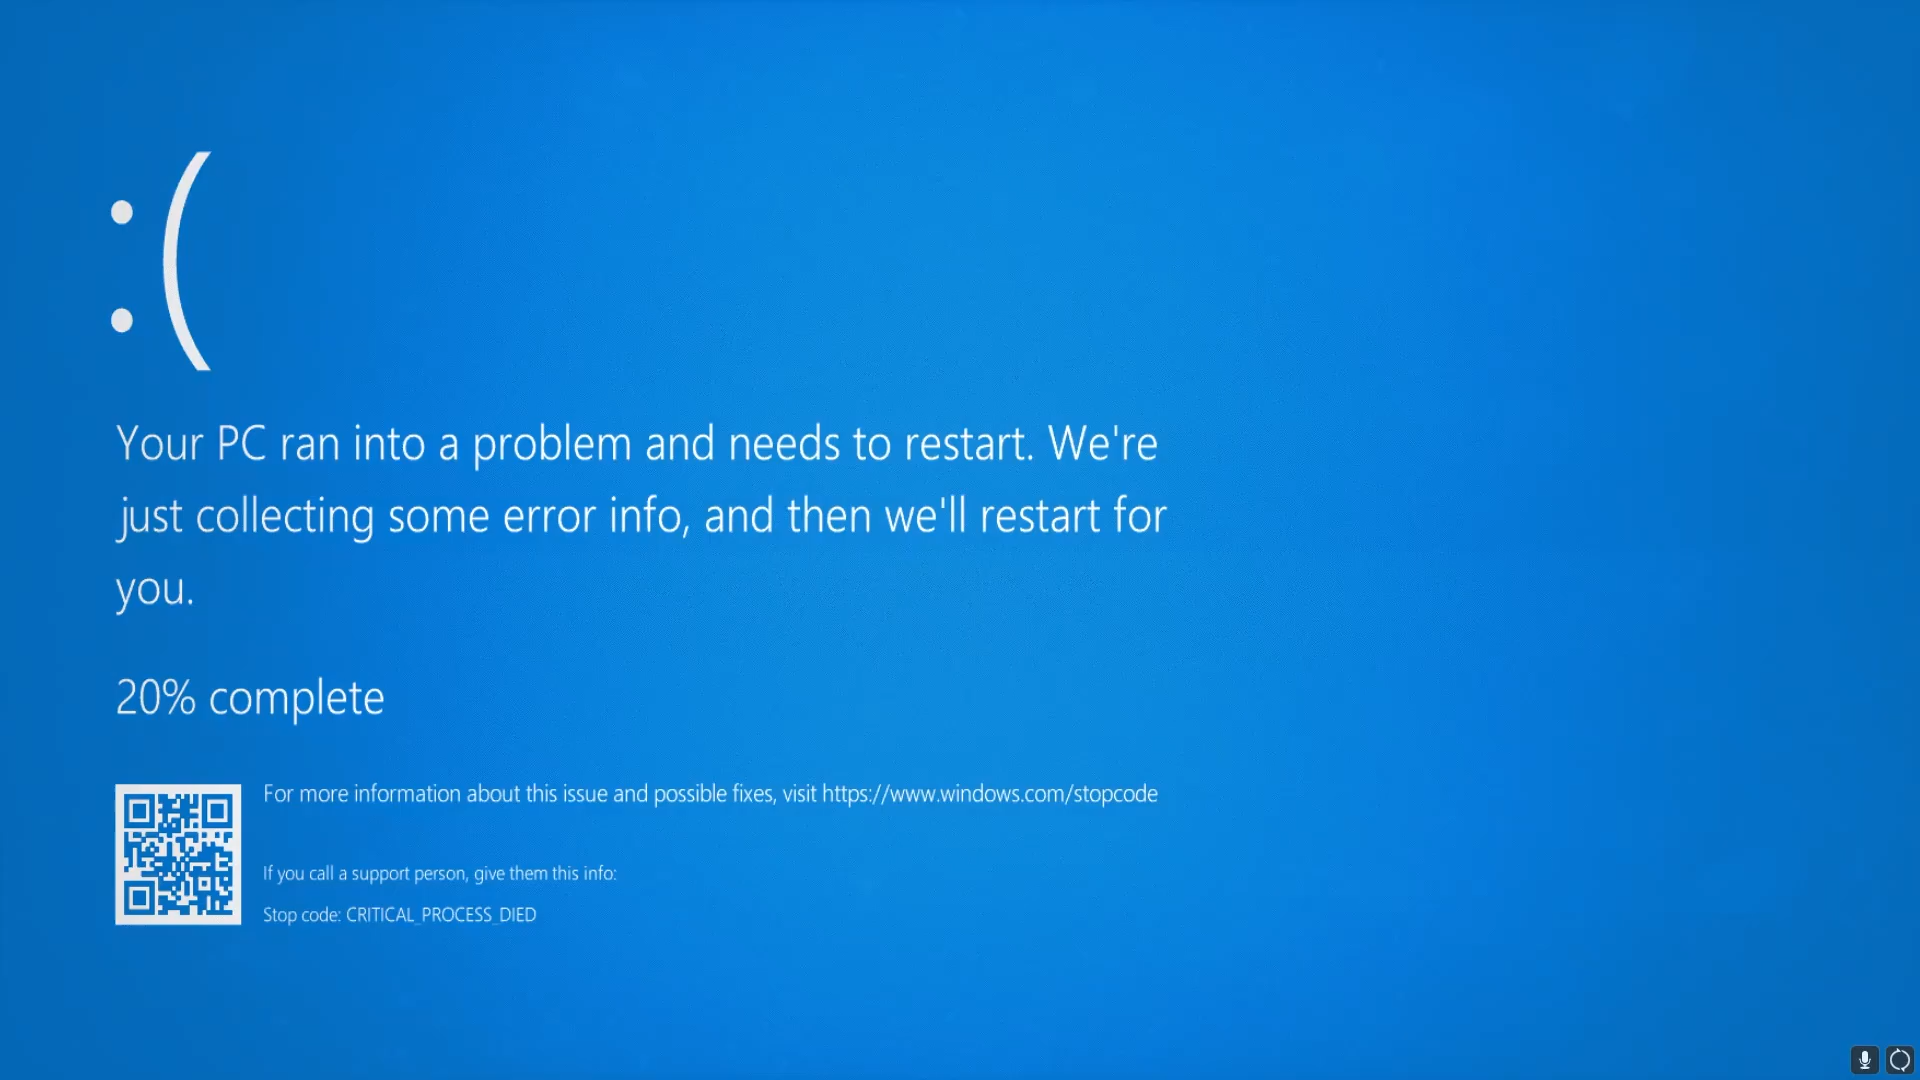 :(
Your PC ran into a problem and needs to restart. We're
just collecting some error info, and then we'll restart for
you.
20% complete
For more information about this issue and possible fixes, visit https://www.windows.com/stopcode
If you call a support person, give them this info:
Stop code: CRITICAL_PROCESS_DIED